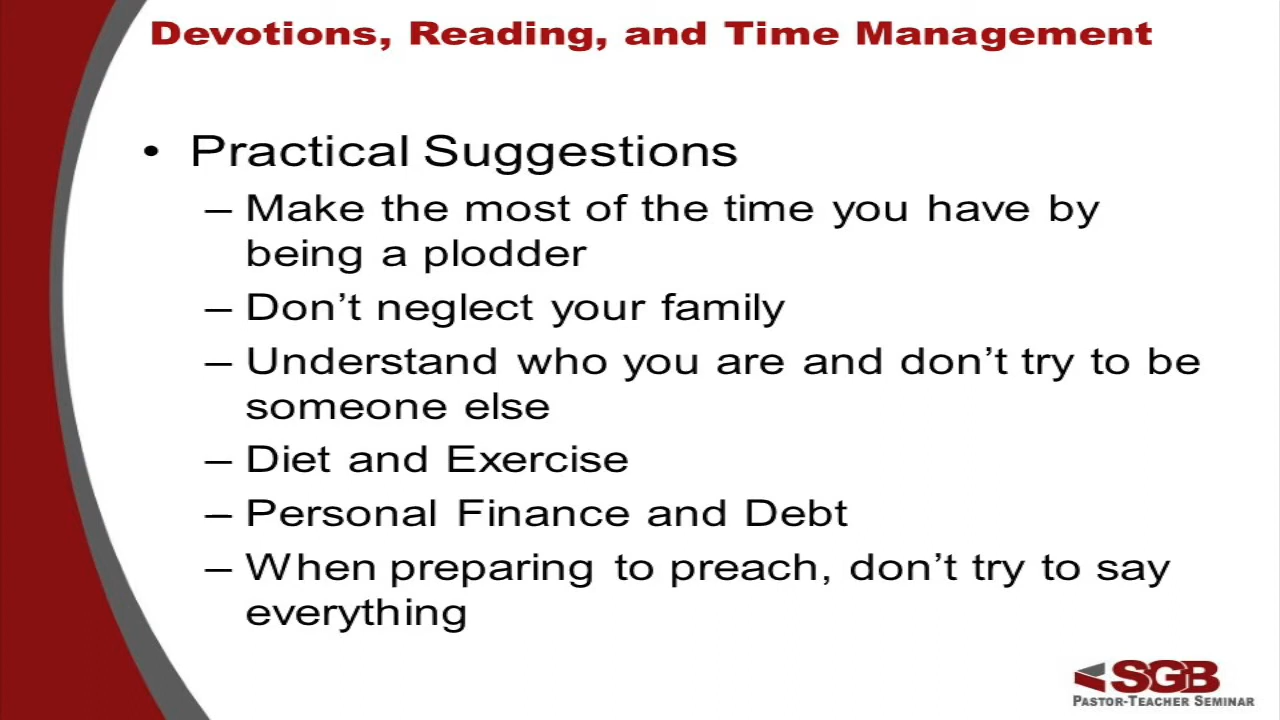 Devotions, Reading, and Time Management
• Practical Suggestions
– Make the most of the time you have by
being a plodder
– Don’t neglect your family
– Understand who you are and don’t try to be
someone else
– Diet and Exercise
– Personal Finance and Debt
– When preparing to preach, don’t try to say
everything
SGB
PASTOR-TEACHER SEMINAR